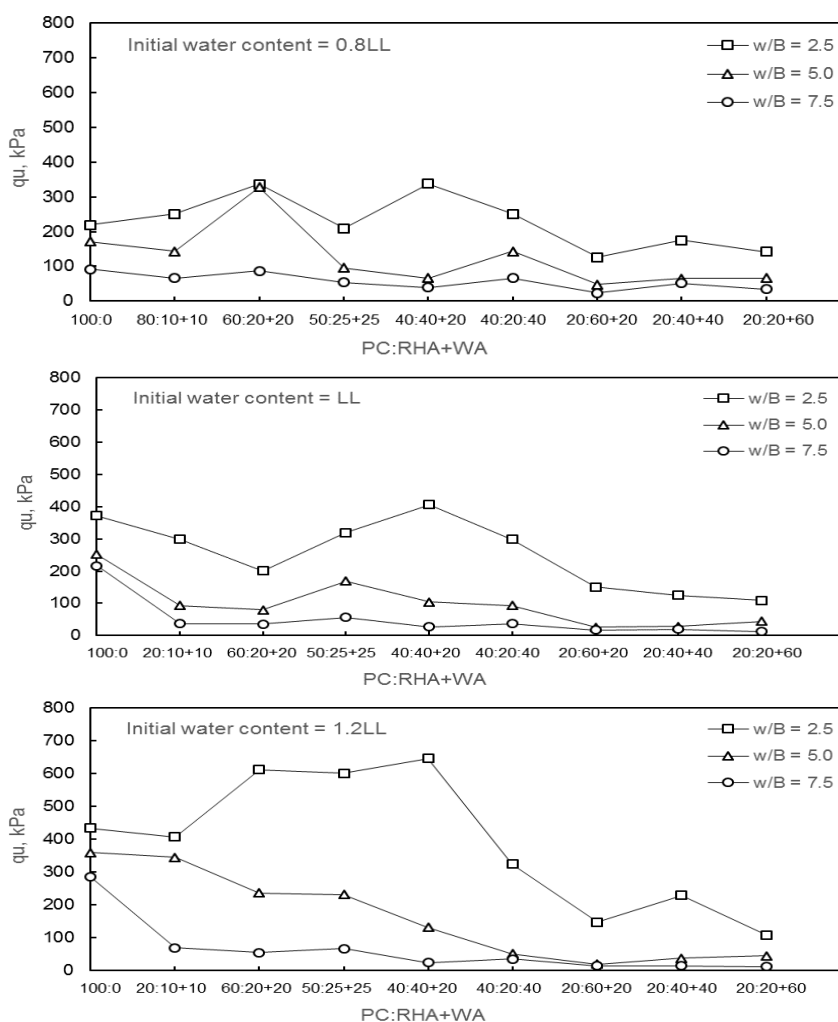 800
Initial water content = 0.8LL
w/B = 2.5
700
w/B = 5.0
600
w/B = 7.5
500
qu, kPa
400
300
200
100
0
100:0 80:10+10 60:20+20 50:25+25 40:40+20 40:20:40 20:60+20 20:40+40 20:20+60
PC:RHA+WA
800
Initial water content = LL
w/B = 2.5
700
w/B = 5.0
600
w/B = 7.5
500
qu, kPa
400
300
200
100
0
100:0 20:10+10 60:20+20 50:25+25 40:40+20 40:20:40 20:60+20 20:40+40 20:20+60
PC:RHA+WA
800
Initial water content = 1.2LL
w/B = 2.5
700
w/B = 5.0
600
w/B = 7.5
500
qu, kPa
400
300
200
100
0
100:0 20:10+10 60:20+20 50:25+25 40:40+20 40:20:40 20:60+20 20:40+40 20:20+60
PC:RHA+WA